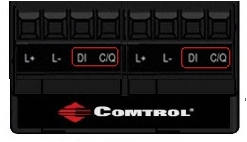 L+ L- DI C/Q L+ L- DI C/Q
COMTROL®